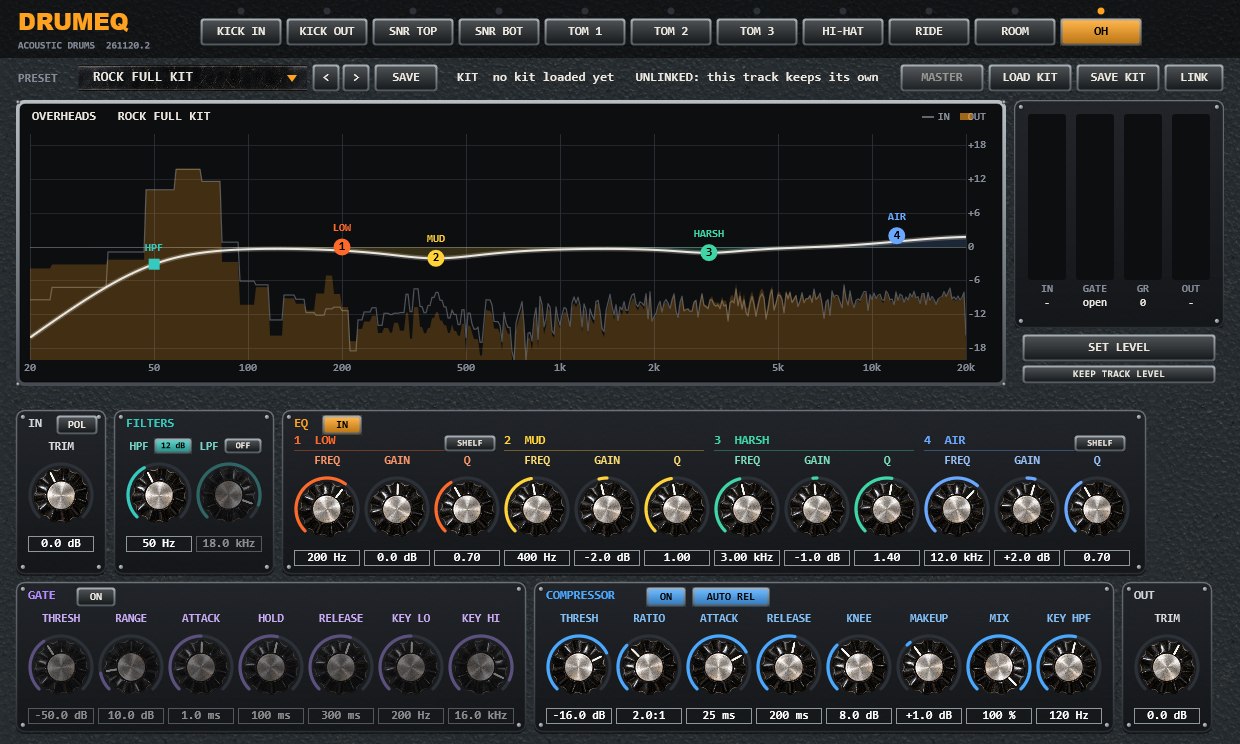 DRUMEQ
ACOUSTIC DRUMS 261120.2
KICK IN KICK OUT SNR TOP SNR BOT TOM 1 TOM 2 TOM 3 HI-HAT RIDE ROOM OH
PRESET ROCK FULL KIT < > SAVE KIT no kit loaded yet UNLINKED: this track keeps its own MASTER LOAD KIT SAVE KIT LINK
OVERHEADS ROCK FULL KIT IN OUT
+18
+12
+6
0
-6
-12
-18
HPF
LOW
1
MUD
2
HARSH
3
AIR
4
20 50 100 200 500 1k 2k 5k 10k 20k
IN GATE GR OUT
- open 0 -
SET LEVEL
KEEP TRACK LEVEL
IN POL
TRIM
0.0 dB
FILTERS
HPF 12 dB LPF OFF
50 Hz 18.0 kHz
EQ IN
1 LOW SHELF 2 MUD 3 HARSH 4 AIR SHELF
FREQ GAIN Q FREQ GAIN Q FREQ GAIN Q FREQ GAIN Q
200 Hz 0.0 dB 0.70 400 Hz -2.0 dB 1.00 3.00 kHz -1.0 dB 1.40 12.0 kHz +2.0 dB 0.70
GATE ON
THRESH RANGE ATTACK HOLD RELEASE KEY LO KEY HI
-50.0 dB 10.0 dB 1.0 ms 100 ms 300 ms 200 Hz 16.0 kHz
COMPRESSOR ON AUTO REL
THRESH RATIO ATTACK RELEASE KNEE MAKEUP MIX KEY HPF
-16.0 dB 2.0:1 25 ms 200 ms 8.0 dB +1.0 dB 100 % 120 Hz
OUT
TRIM
0.0 dB